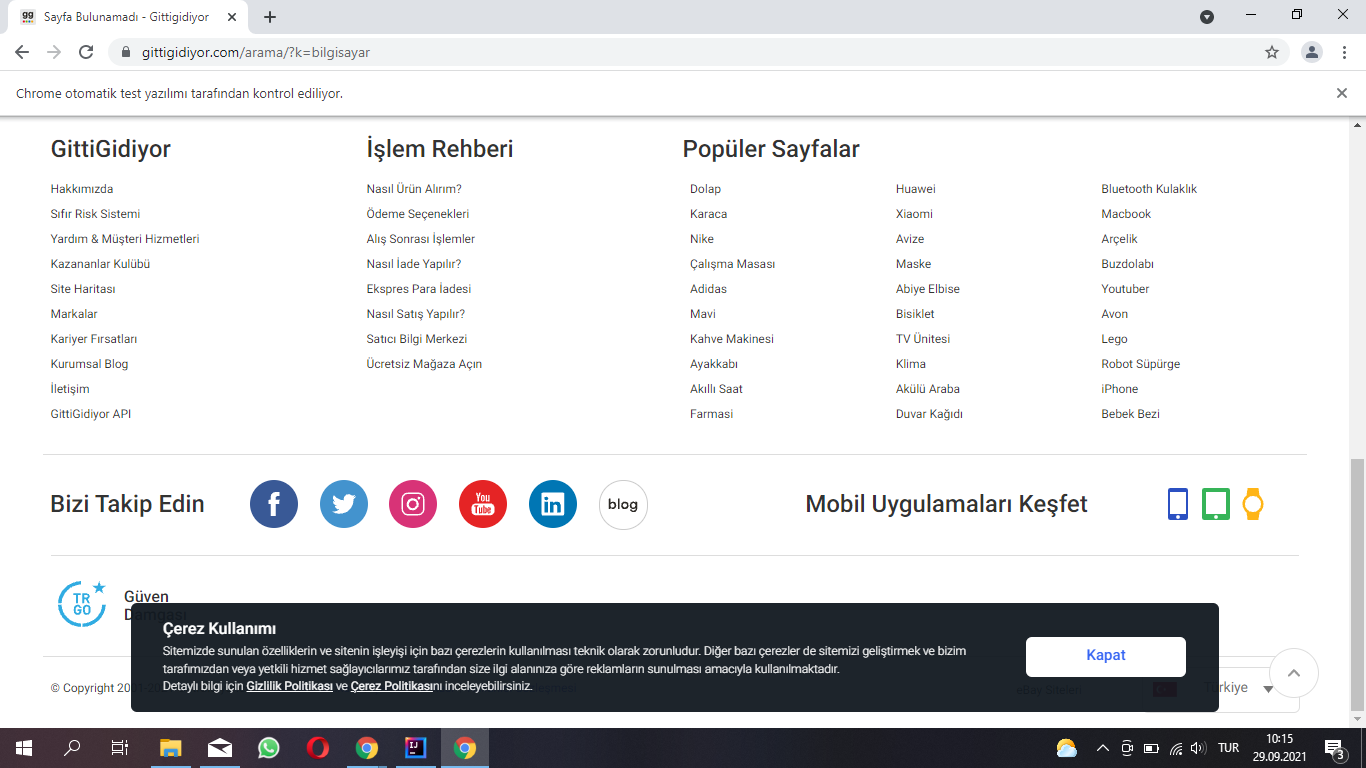 gg Sayfa Bulunamadı - Gittigidiyor
gittigidiyor.com/arama/?k=bilgisayar
Chrome otomatik test yazılımı tarafından kontrol ediliyor.
GittiGidiyor
Hakkımızda
Sıfır Risk Sistemi
Yardım & Müşteri Hizmetleri
Kazananlar Kulübü
Site Haritası
Markalar
Kariyer Fırsatları
Kurumsal Blog
İletişim
GittiGidiyor API
İşlem Rehberi
Nasıl Ürün Alırım?
Ödeme Seçenekleri
Alış Sonrası İşlemler
Nasıl İade Yapılır?
Ekspres Para İadesi
Nasıl Satış Yapılır?
Satıcı Bilgi Merkezi
Ücretsiz Mağaza Açın
Popüler Sayfalar
Dolap
Karaca
Nike
Çalışma Masası
Adidas
Mavi
Kahve Makinesi
Ayakkabı
Akıllı Saat
Farmasi
Huawei
Xiaomi
Avize
Maske
Abiye Elbise
Bisiklet
TV Ünitesi
Klima
Akülü Araba
Duvar Kağıdı
Bluetooth Kulaklık
Macbook
Arçelik
Buzdolabı
Youtuber
Avon
Lego
Robot Süpürge
iPhone
Bebek Bezi
Bizi Takip Edin
f
You
Tube
in
blog
Mobil Uygulamaları Keşfet
TR
GO
Güven
Damgası
Çerez Kullanımı
Sitemizde sunulan özelliklerin ve sitenin işleyişi için bazı çerezlerin kullanılması teknik olarak zorunludur. Diğer bazı çerezler de sitemizi geliştirmek ve bizim
tarafımızdan veya yetkili hizmet sağlayıcılarımız tarafından size ilgi alanınıza göre reklamların sunulması amacıyla kullanılmaktadır.
Detaylı bilgi için Gizlilik Politikası ve Çerez Politikasını inceleyebilirsiniz.
Kapat
© Copyright
eBay Siteleri
Türkiye
IJ
TUR
10:15
29.09.2021
3